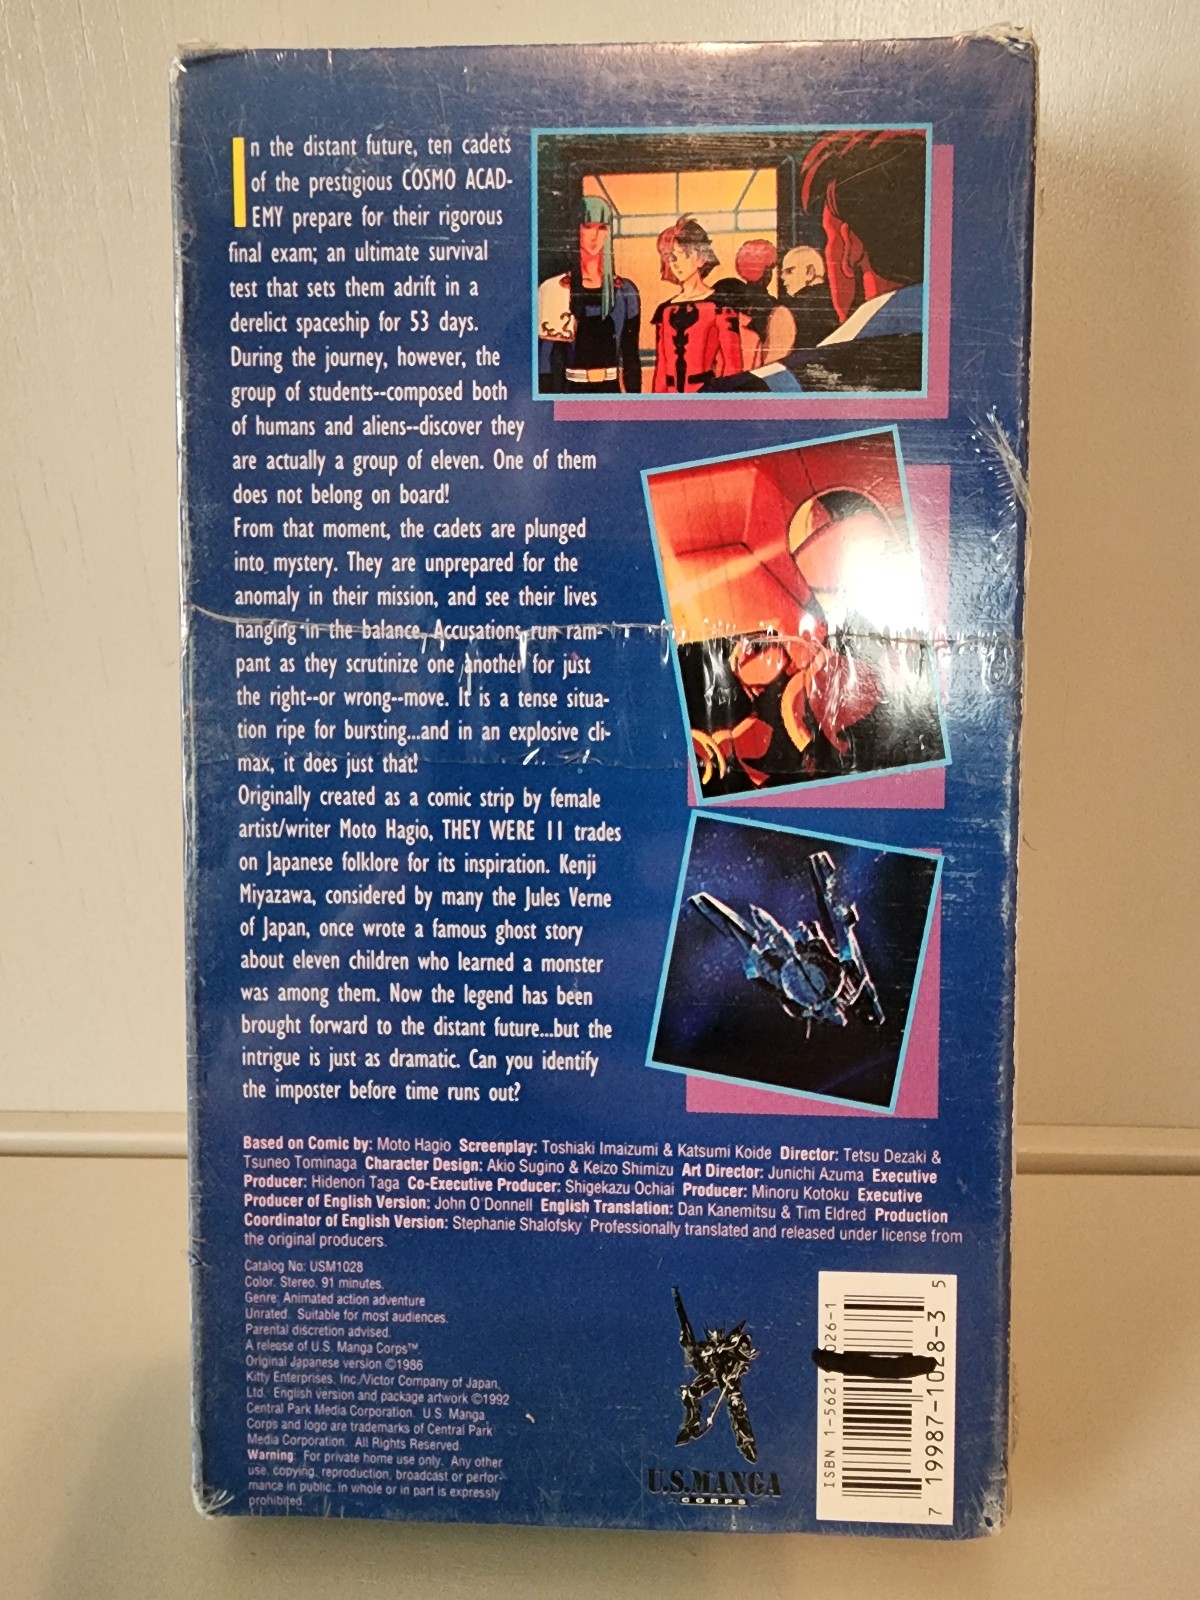 In the distant future, ten cadets
of the prestigious COSMO ACAD-
EMY prepare for their rigorous
final exam; an ultimate survival
test that sets them adrift in a
derelict spaceship for 53 days.
During the journey, however, the
group of students--composed both
of humans and aliens--discover they
are actually a group of eleven. One of them
does not belong on board!
From that moment, the cadets are plunged
into mystery. They are unprepared for the
anomaly in their mission, and see their lives
hanging in the balance. Accusations run ram-
pant as they scrutinize one another for just
the right--or wrong--move. It is a tense situa-
tion ripe for bursting...and in an explosive cli-
max, it does just that!
Originally created as a comic strip by female
artist/writer Moto Hagio, THEY WERE 11 trades
on Japanese folklore for its inspiration. Kenji
Miyazawa, considered by many the Jules Verne
of Japan, once wrote a famous ghost story
about eleven children who learned a monster
was among them. Now the legend has been
brought forward to the distant future...but the
intrigue is just as dramatic. Can you identify
the imposter before time runs out?
Based on Comic by: Moto Hagio Screenplay: Toshiaki Imaizumi & Katsumi Koide Director: Tetsu Dezaki &
Tsuneo Tominaga Character Design: Akio Sugino & Keizo Shimizu Art Director: Junichi Azuma Executive
Producer: Hidenori Taga Co-Executive Producer: Shigekazu Ochiai Producer: Minoru Kotoku Executive
Producer of English Version: John O'Donnell English Translation: Dan Kanemitsu & Tim Eldred Production
Coordinator of English Version: Stephanie Shalofsky Professionally translated and released under license from
the original producers.
Catalog No: USM1028
Color. Stereo. 91 minutes.
Genre: Animated action adventure
Unrated. Suitable for most audiences.
Parental discretion advised.
A release of U.S. Manga Corps™.
Original Japanese version ©1986
Kitty Enterprises, Inc./Victor Company of Japan,
Ltd. English version and package artwork ©1992
Central Park Media Corporation. U.S. Manga
Corps and logo are trademarks of Central Park
Media Corporation. All Rights Reserved.
Warning: For private home use only. Any other
use, copying, reproduction, broadcast or perfor-
mance in public, in whole or in part is expressly
prohibited.
U.S.MANGA
CORPS
ISBN 1-5621 026-1
7 19987-1028-3 5